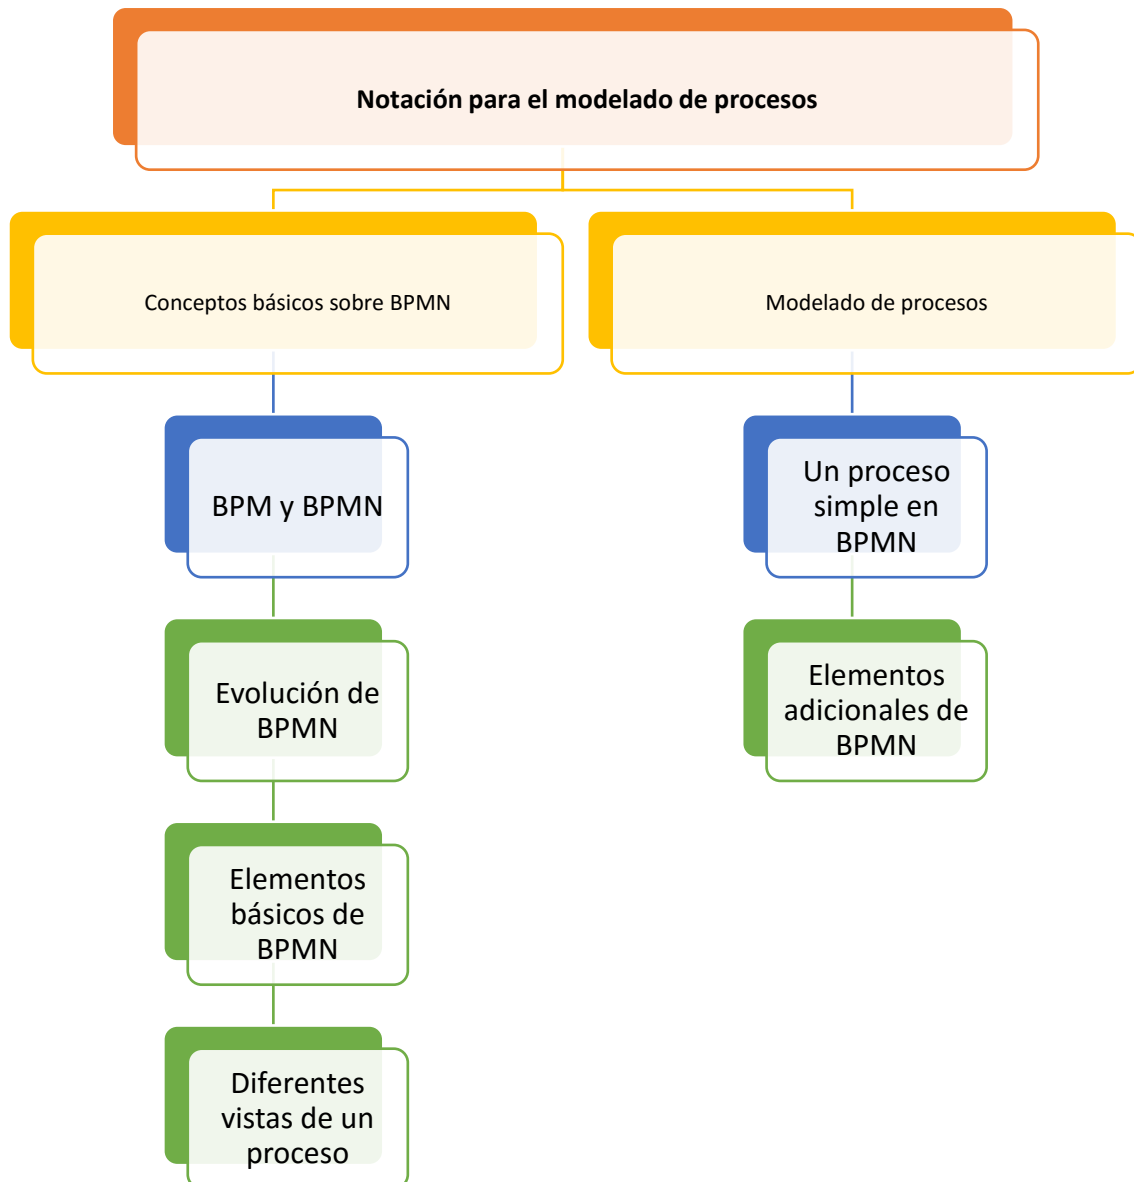 Notación para el modelado de procesos
Conceptos básicos sobre BPMN
Modelado de procesos
BPM y BPMN
Un proceso
simple en
BPMN
Evolución de
BPMN
Elementos
adicionales de
BPMN
Elementos
básicos de
BPMN
Diferentes
vistas de un
proceso